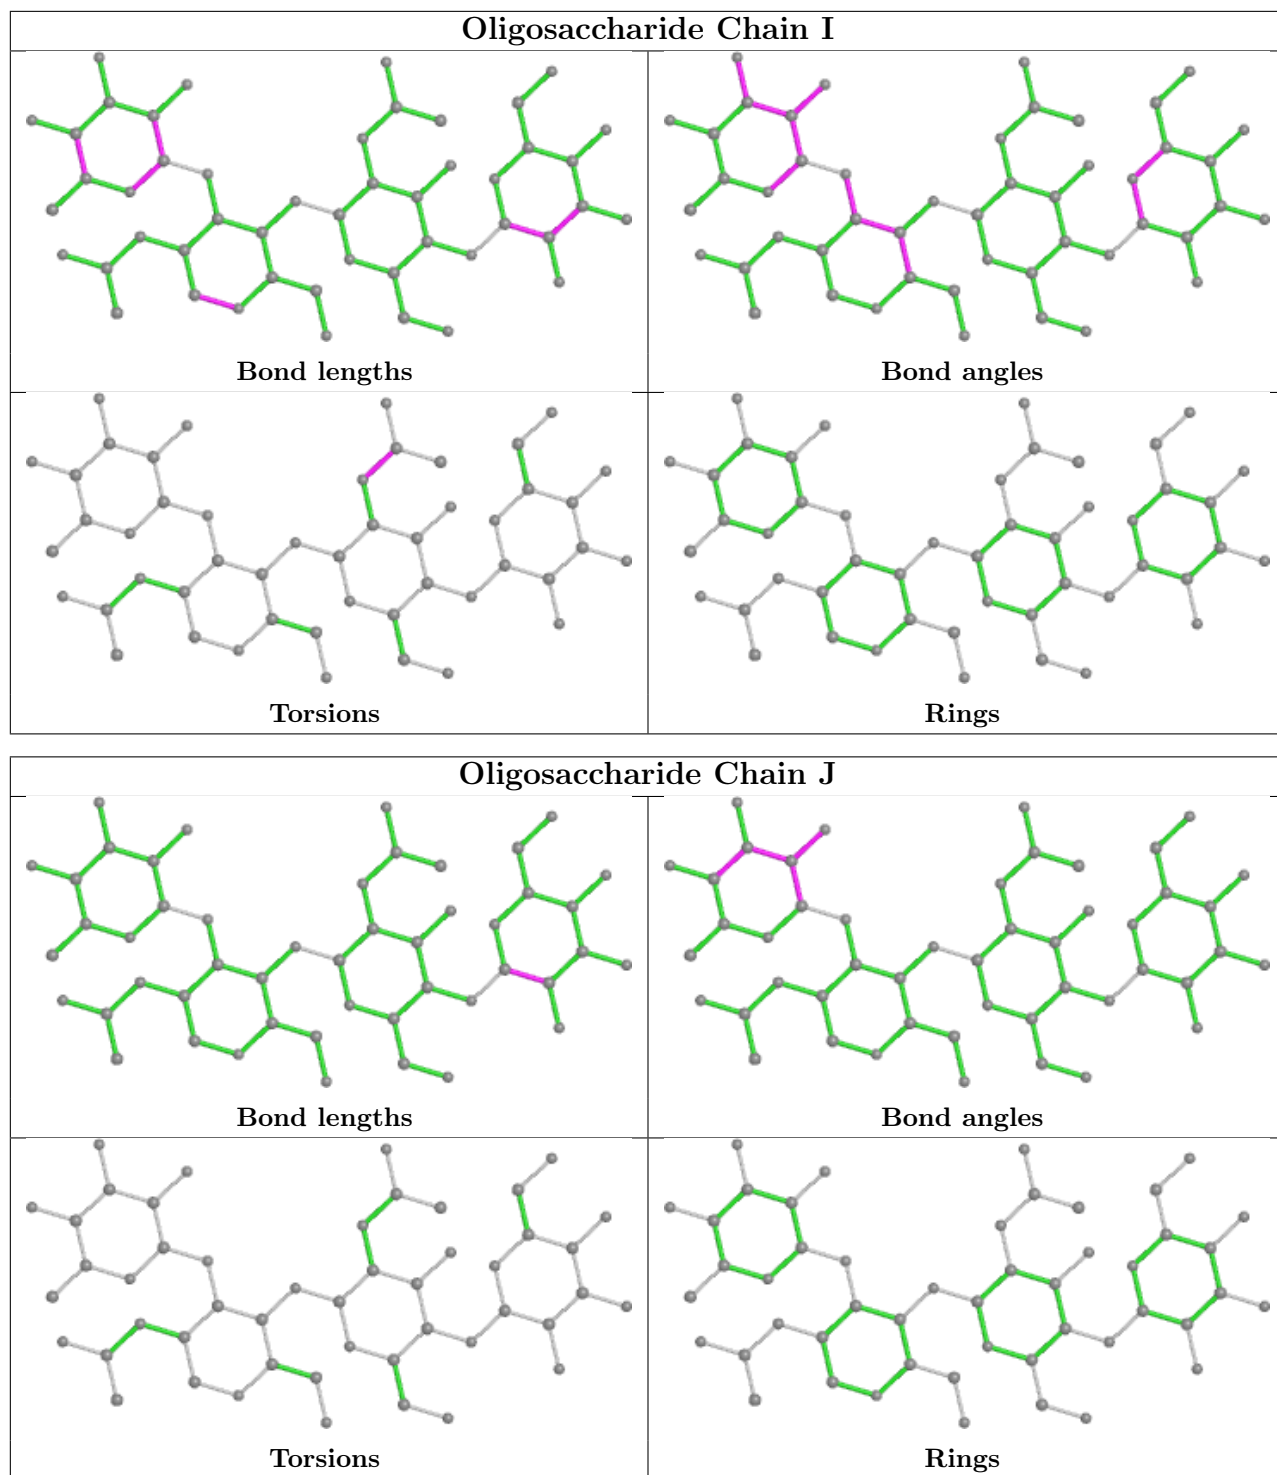 Oligosaccharide Chain I
Bond lengths
Bond angles
Torsions
Rings
Oligosaccharide Chain J
Bond lengths
Bond angles
Torsions
Rings